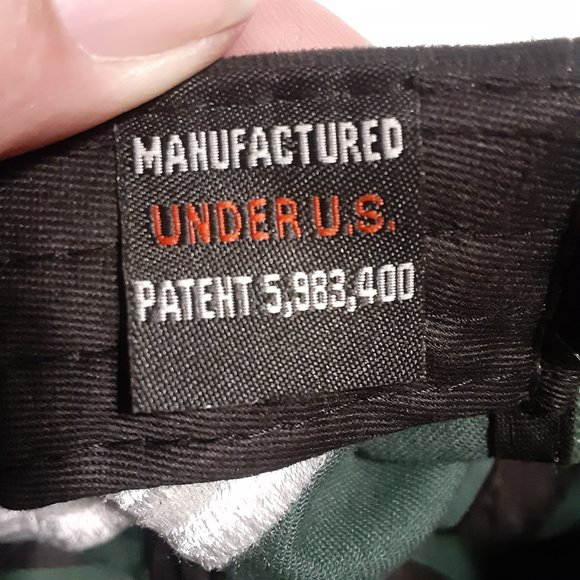 MANUFACTURED
UNDER U.S.
PATENT 5,983,400